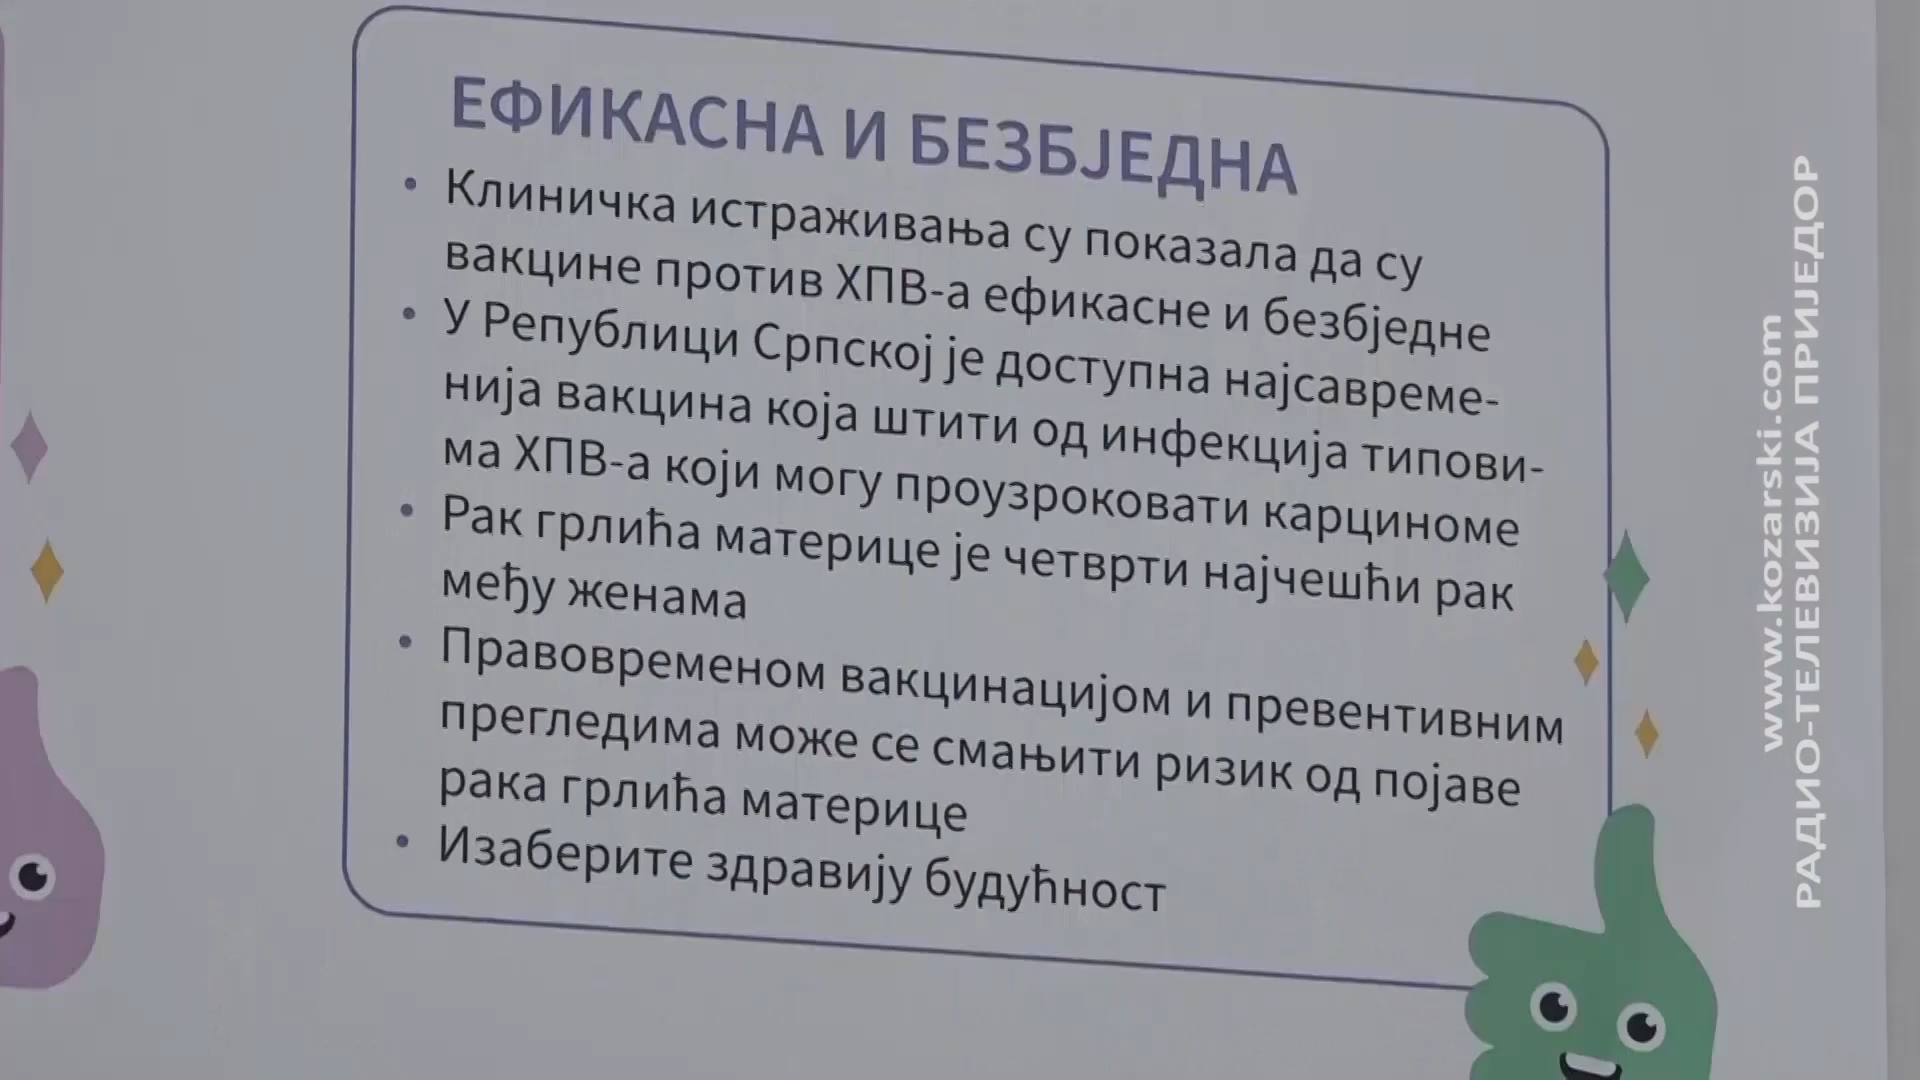 ЕФИКАСНА И БЕЗБЈЕДНА
• Клиничка истраживања су показала да су
вакцине против ХПВ-а ефикасне и безбједне
• У Републици Српској је доступна најсавреме-
нија вакцина која штити од инфекција типови-
ма ХПВ-а који могу проузроковати карциноме
• Рак грлића материце је четврти најчешћи рак
међу женама
• Правовременом вакцинацијом и превентивним
прегледима може се смањити ризик од појаве
рака грлића материце
• Изаберите здравију будућност
www.kozarski.com
РАДИО-ТЕЛЕВИЗИЈА ПРИЈЕДОР